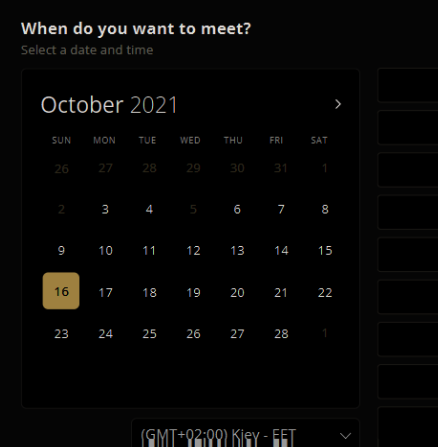 When do you want to meet?
Select a date and time
October 2021
SUN MON TUE WED THU FRI SAT
26 27 28 29 30 31 1
2 3 4 5 6 7 8
9 10 11 12 13 14 15
16 17 18 19 20 21 22
23 24 25 26 27 28 1
(GMT+02:00) Kiev - EET